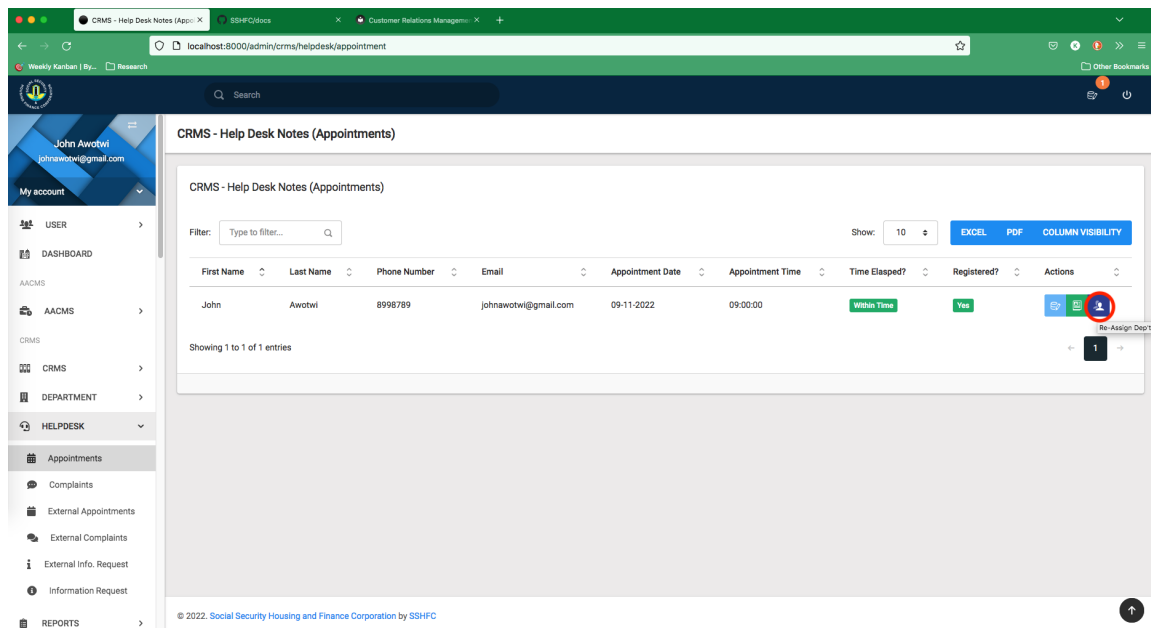 CRMS - Help Desk Notes (Appoi
SSHFC/docs
Customer Relations Managemen
localhost:8000/admin/crms/helpdesk/appointment
Weekly Kanban | By...
Research
Other Bookmarks
Search
1
John Awotwi
johnawotwi@gmail.com
My account
USER
DASHBOARD
AACMS
AACMS
CRMS
CRMS
DEPARTMENT
HELPDESK
Appointments
Complaints
External Appointments
External Complaints
External Info. Request
Information Request
REPORTS
CRMS - Help Desk Notes (Appointments)
CRMS - Help Desk Notes (Appointments)
Filter: Type to filter...
Show: 10
EXCEL PDF COLUMN VISIBILITY
First Name Last Name Phone Number Email Appointment Date Appointment Time Time Elasped? Registered? Actions
John Awotwi 8998789 johnawotwi@gmail.com 09-11-2022 09:00:00 Within Time Yes
Re-Assign Dep't
Showing 1 to 1 of 1 entries
← 1 →
© 2022. Social Security Housing and Finance Corporation by SSHFC